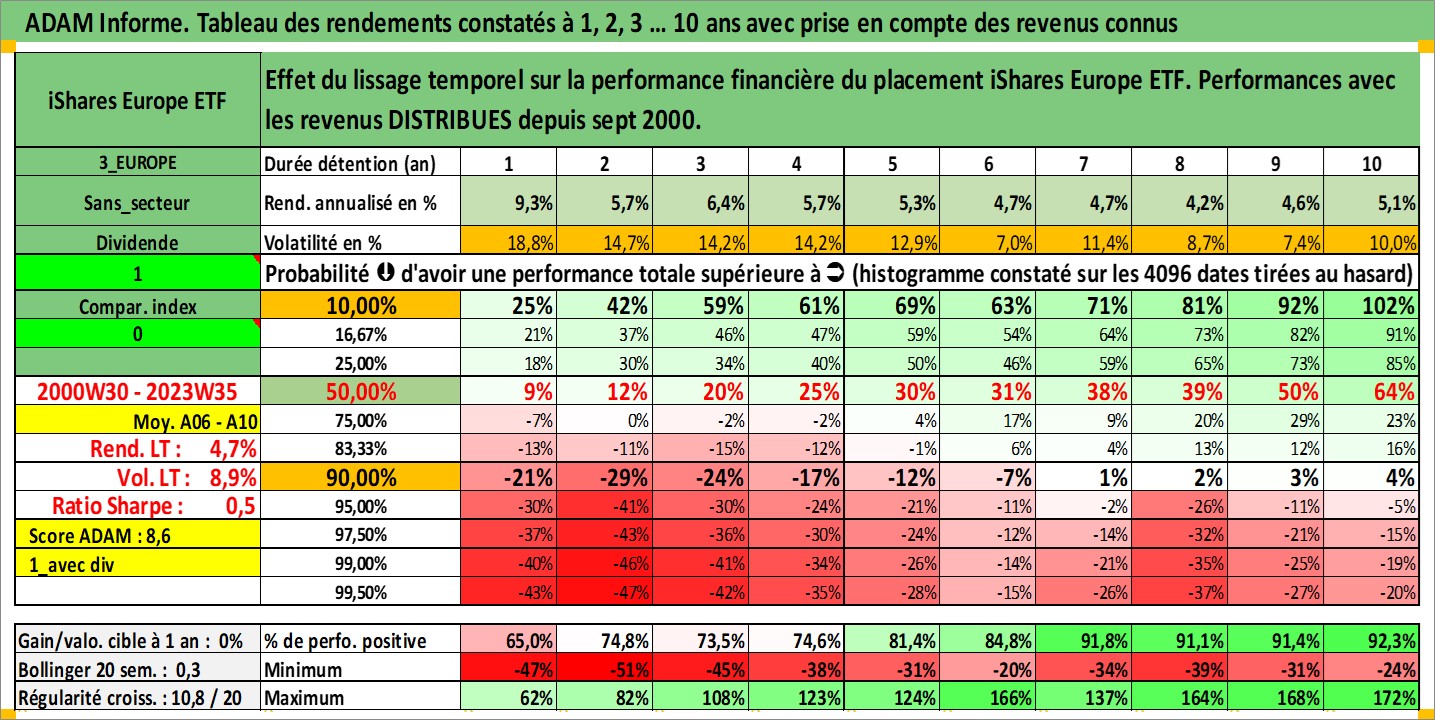 ADAM Informe. Tableau des rendements constatés à 1, 2, 3 ... 10 ans avec prise en compte des revenus connus
iShares Europe ETF
Effet du lissage temporel sur la performance financière du placement iShares Europe ETF. Performances avec
les revenus DISTRIBUES depuis sept 2000.
3_EUROPE Durée détention (an) 1 2 3 4 5 6 7 8 9 10
Sans_secteur Rend. annualisé en % 9,3% 5,7% 6,4% 5,7% 5,3% 4,7% 4,7% 4,2% 4,6% 5,1%
Dividende Volatilité en % 18,8% 14,7% 14,2% 14,2% 12,9% 7,0% 11,4% 8,7% 7,4% 10,0%
1 Probabilité ⬇ d'avoir une performance totale supérieure à ➲ (histogramme constaté sur les 4096 dates tirées au hasard)
Compar. index 10,00% 25% 42% 59% 61% 69% 63% 71% 81% 92% 102%
0 16,67% 21% 37% 46% 47% 59% 54% 64% 73% 82% 91%
25,00% 18% 30% 34% 40% 50% 46% 59% 65% 73% 85%
2000W30 - 2023W35 50,00% 9% 12% 20% 25% 30% 31% 38% 39% 50% 64%
Moy. A06 - A10 75,00% -7% 0% -2% -2% 4% 17% 9% 20% 29% 23%
Rend. LT : 4,7% 83,33% -13% -11% -15% -12% -1% 6% 4% 13% 12% 16%
Vol. LT : 8,9% 90,00% -21% -29% -24% -17% -12% -7% 1% 2% 3% 4%
Ratio Sharpe : 0,5 95,00% -30% -41% -30% -24% -21% -11% -2% -26% -11% -5%
Score ADAM : 8,6 97,50% -37% -43% -36% -30% -24% -12% -14% -32% -21% -15%
1_avec div 99,00% -40% -46% -41% -34% -26% -14% -21% -35% -25% -19%
99,50% -43% -47% -42% -35% -28% -15% -26% -37% -27% -20%
Gain/valo. cible à 1 an : 0% % de perfo. positive 65,0% 74,8% 73,5% 74,6% 81,4% 84,8% 91,8% 91,1% 91,4% 92,3%
Bollinger 20 sem. : 0,3 Minimum -47% -51% -45% -38% -31% -20% -34% -39% -31% -24%
Régularité croiss. : 10,8 / 20 Maximum 62% 82% 108% 123% 124% 166% 137% 164% 168% 172%